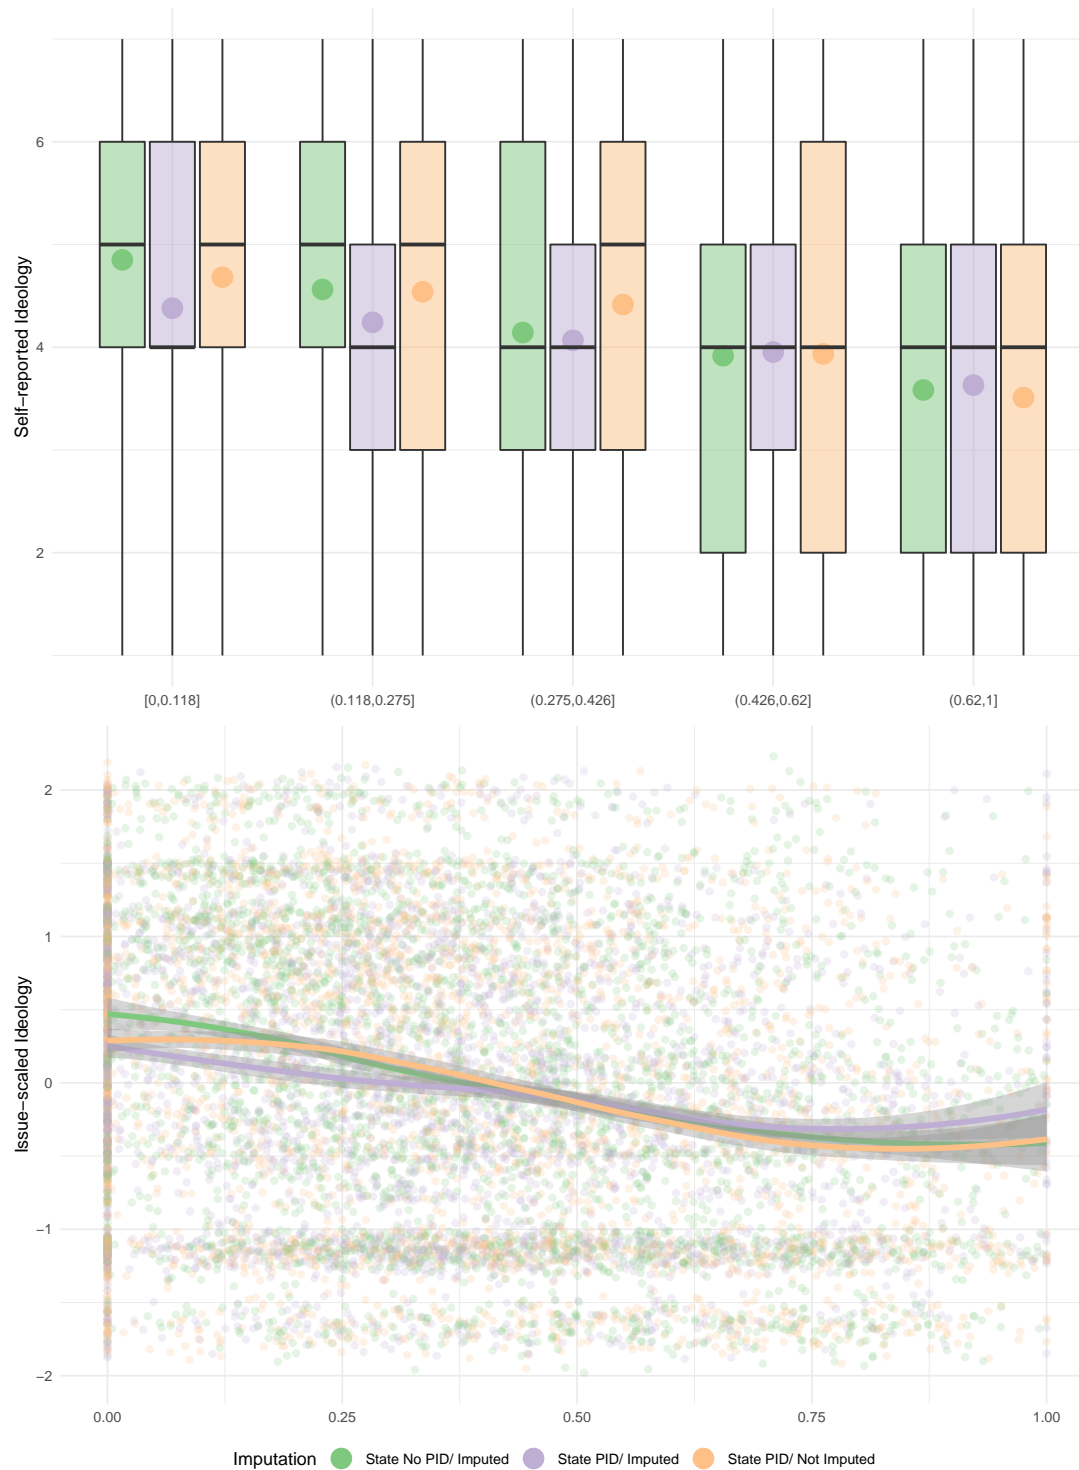 Self−reported Ideology
6
4
2
[0,0.118] (0.118,0.275] (0.275,0.426] (0.426,0.62] (0.62,1]
Issue−scaled Ideology
2
1
0
−1
−2
0.00 0.25 0.50 0.75 1.00
Imputation State No PID/ Imputed State PID/ Imputed State PID/ Not Imputed